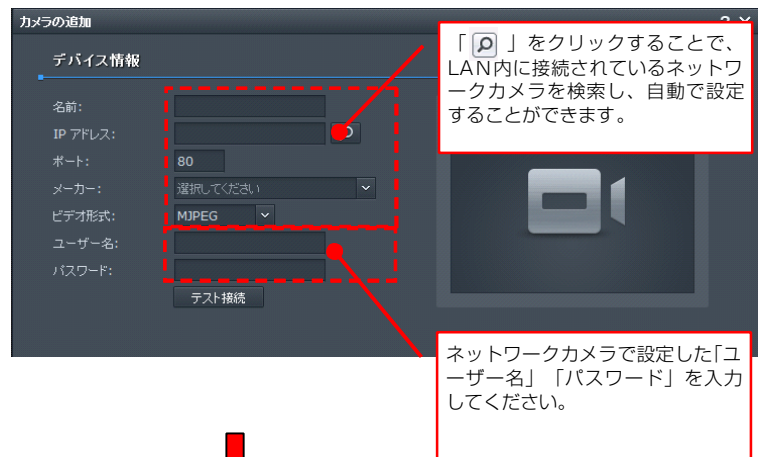 カメラの追加
? ×
デバイス情報
名前:
IP アドレス:
ポート:
80
メーカー:
選択してください
ビデオ形式:
MJPEG
ユーザー名:
パスワード:
テスト接続
「 」をクリックすることで、
LAN内に接続されているネットワ
ークカメラを検索し、自動で設定
することができます。
ネットワークカメラで設定した「ユ
ーザー名」「パスワード」を入力
してください。